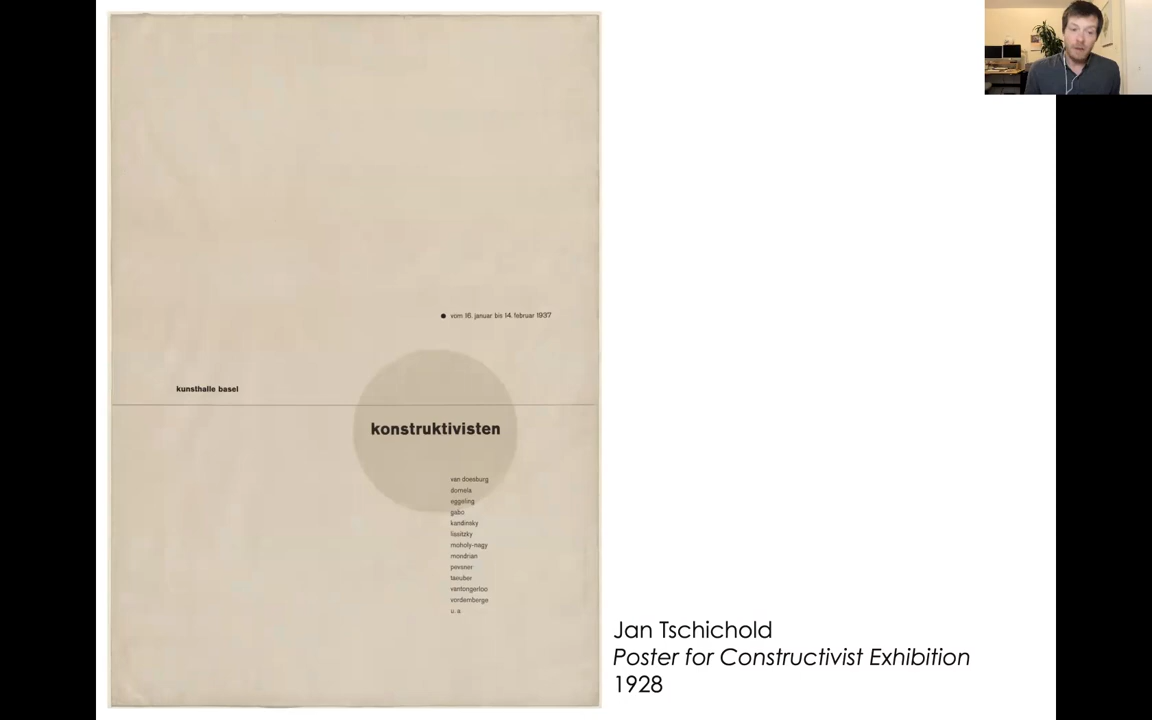 vom 16. januar bis 14. februar 1937
kunsthalle basel
konstruktivisten
van doesburg
domela
eggeling
gabo
kandinsky
lissitzky
moholy-nagy
mondrian
pevsner
taeuber
vantongerloo
vordemberge
u. a.
Jan Tschichold
Poster for Constructivist Exhibition
1928